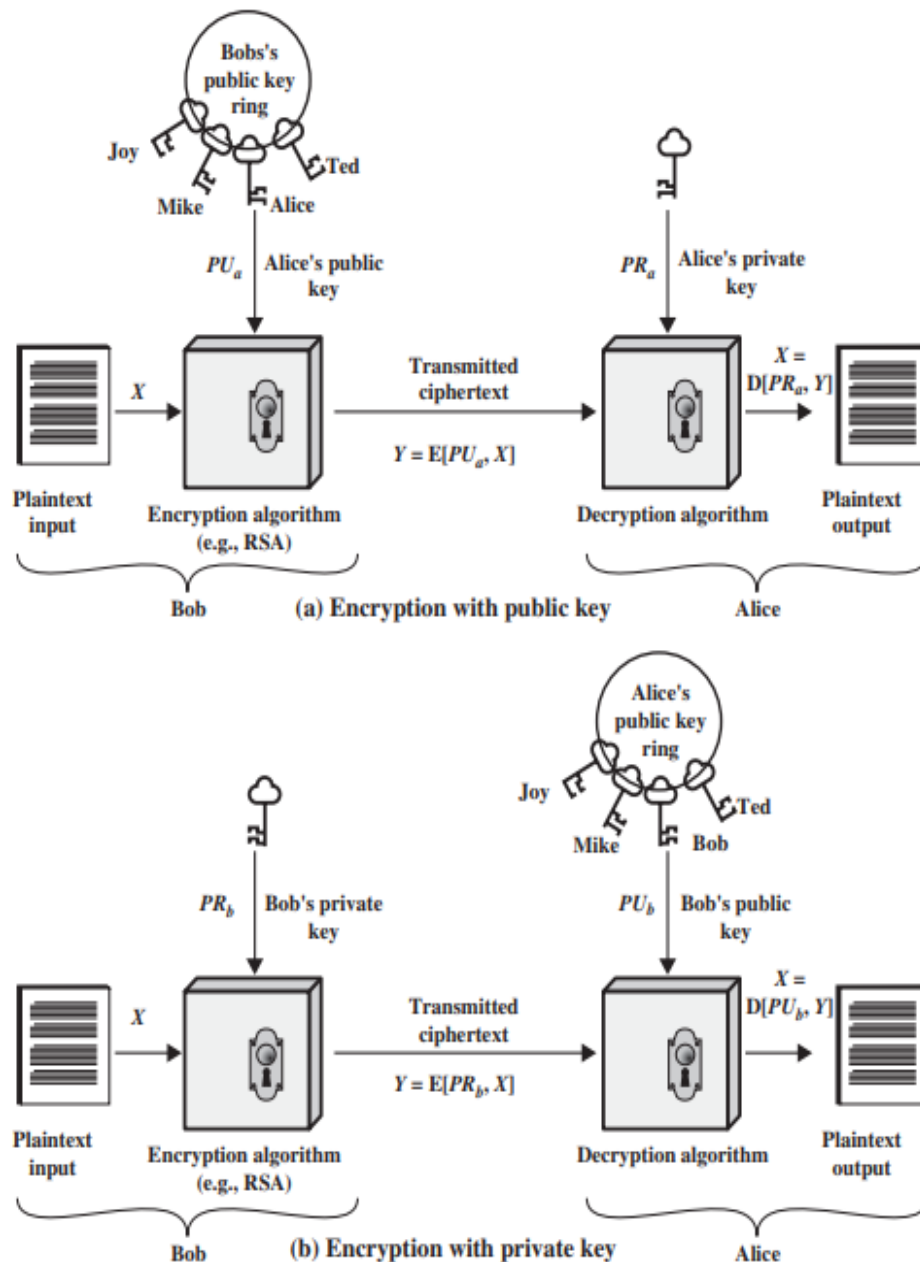 Bobs's
public key
ring
Joy
Ted
Mike
Alice
PUa
Alice's public
key
PRa
Alice's private
key
X
Transmitted
ciphertext
X =
D[PRa, Y]
Y = E[PUa, X]
Plaintext
input
Encryption algorithm
(e.g., RSA)
Decryption algorithm
Plaintext
output
Bob
(a) Encryption with public key
Alice
Alice's
public key
ring
Joy
Ted
Mike
Bob
PRb
Bob's private
key
PUb
Bob's public
key
X
Transmitted
ciphertext
X =
D[PUb, Y]
Y = E[PRb, X]
Plaintext
input
Encryption algorithm
(e.g., RSA)
Decryption algorithm
Plaintext
output
Bob
(b) Encryption with private key
Alice